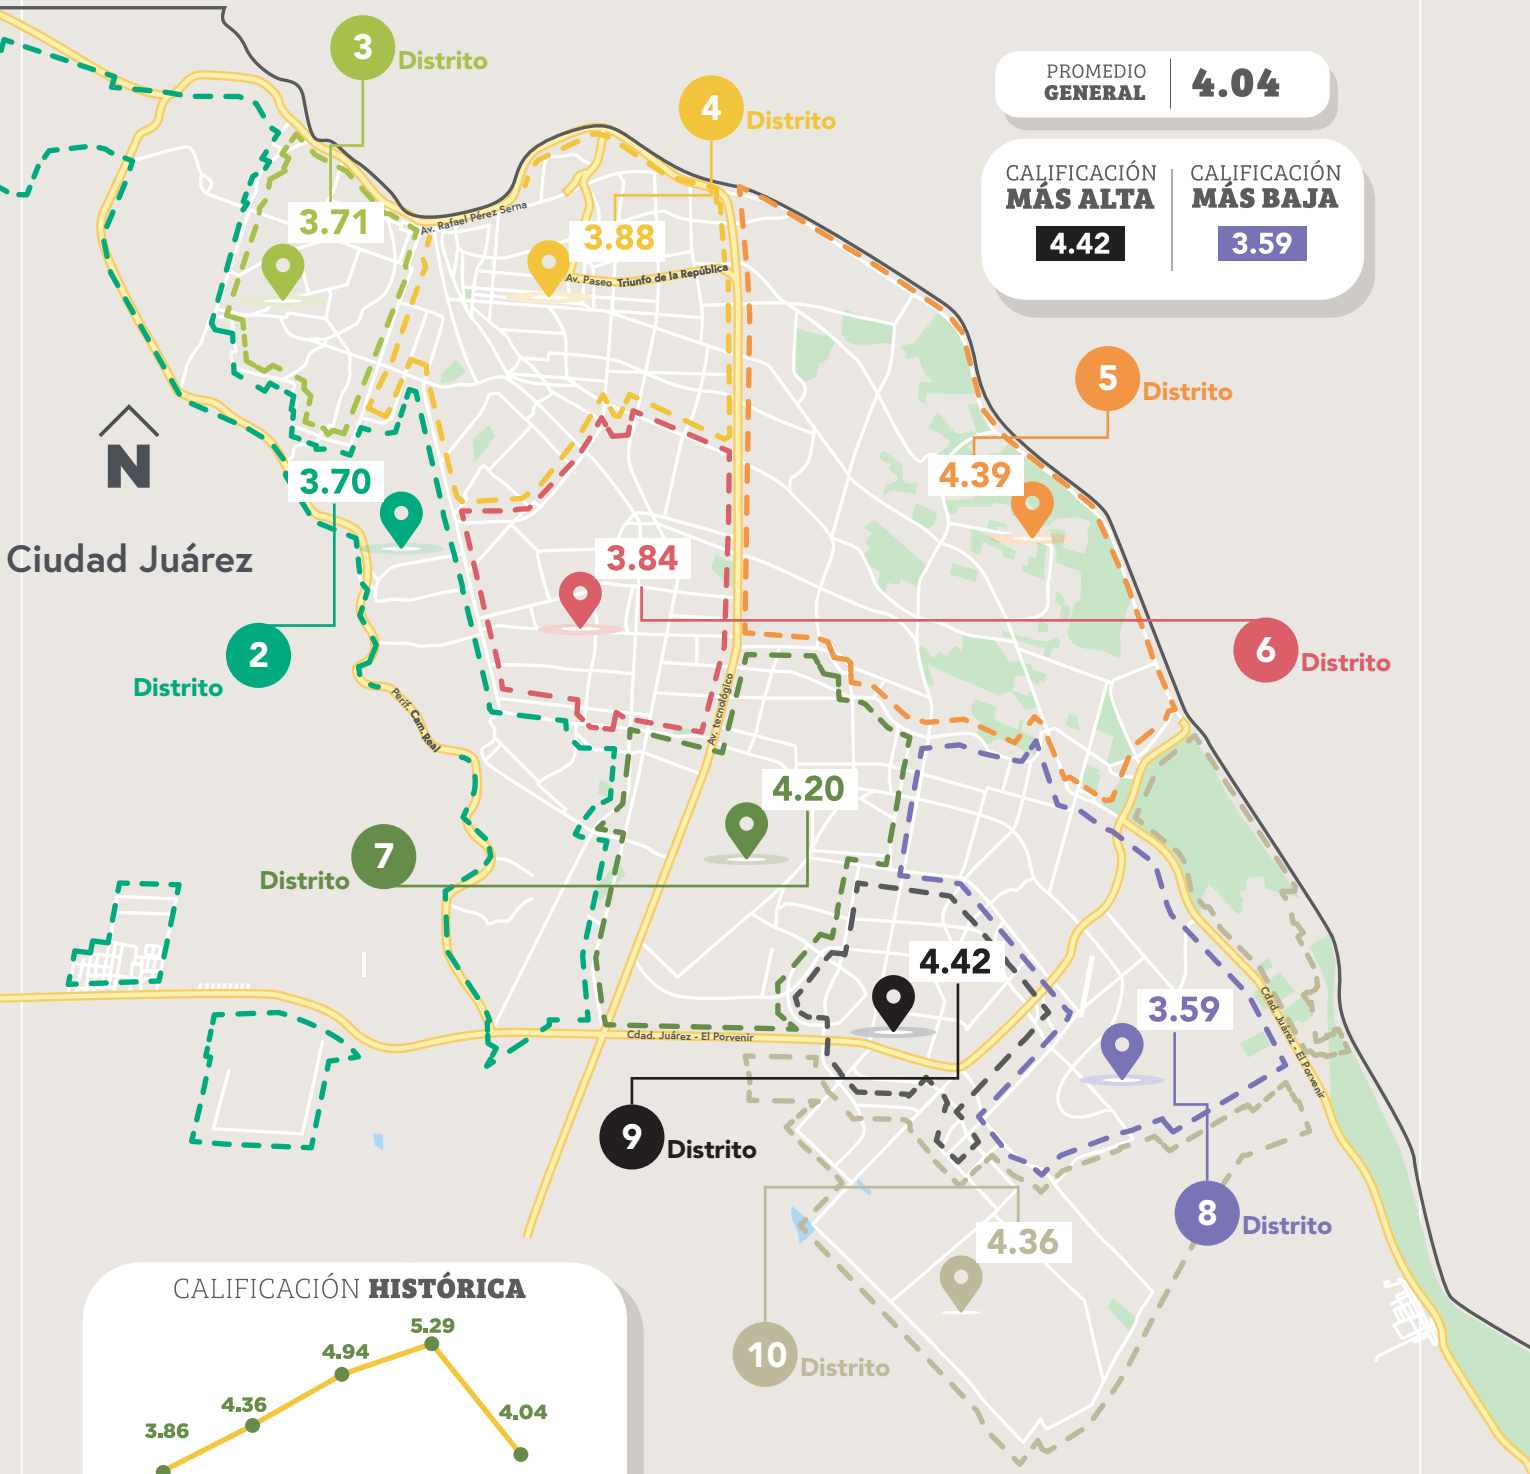 3 Distrito
4 Distrito
PROMEDIO
GENERAL
4.04
CALIFICACIÓN
MÁS ALTA
4.42
CALIFICACIÓN
MÁS BAJA
3.59
3.71
Av. Rafael Pérez Serna
3.88
Av. Paseo Triunfo de la República
5 Distrito
4.39
N
Ciudad Juárez
3.70
3.84
2
Distrito
6 Distrito
Perif. Cam. Real
Av. tecnológico
4.20
7
Distrito
4.42
3.59
Cdad. Juárez - El Porvenir
Cdad. Juárez - El Porvenir
9 Distrito
8 Distrito
4.36
10 Distrito
CALIFICACIÓN HISTÓRICA
3.86
4.36
4.94
5.29
4.04